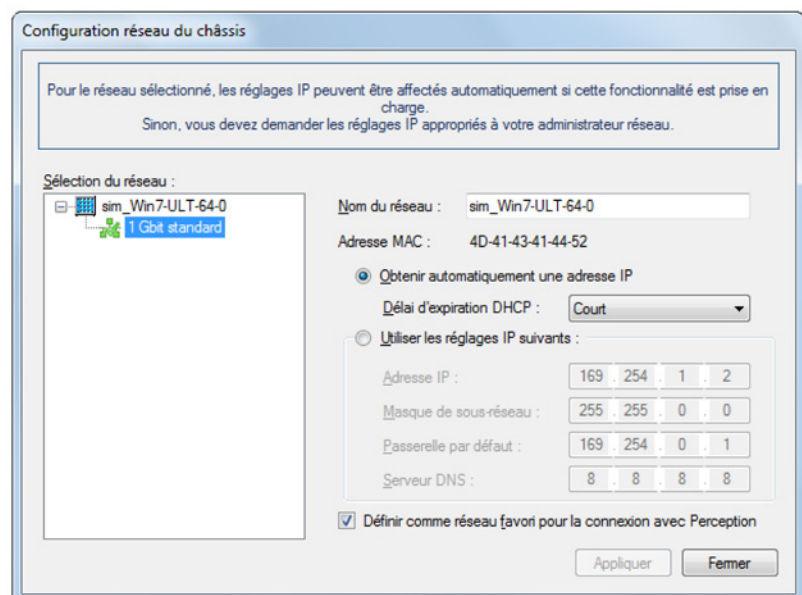 Configuration réseau du châssis
Pour le réseau sélectionné, les réglages IP peuvent être affectés automatiquement si cette fonctionnalité est prise en
charge.
Sinon, vous devez demander les réglages IP appropriés à votre administrateur réseau.
Sélection du réseau :
sim_Win7-ULT-64-0
1 Gbit standard
Nom du réseau : sim_Win7-ULT-64-0
Adresse MAC : 4D-41-43-41-44-52
Obtenir automatiquement une adresse IP
Délai d'expiration DHCP : Court
Utiliser les réglages IP suivants :
Adresse IP : 169 . 254 . 1 . 2
Masque de sous-réseau : 255 . 255 . 0 . 0
Passerelle par défaut : 169 . 254 . 0 . 1
Serveur DNS : 8 . 8 . 8 . 8
Définir comme réseau favori pour la connexion avec Perception
Appliquer Fermer